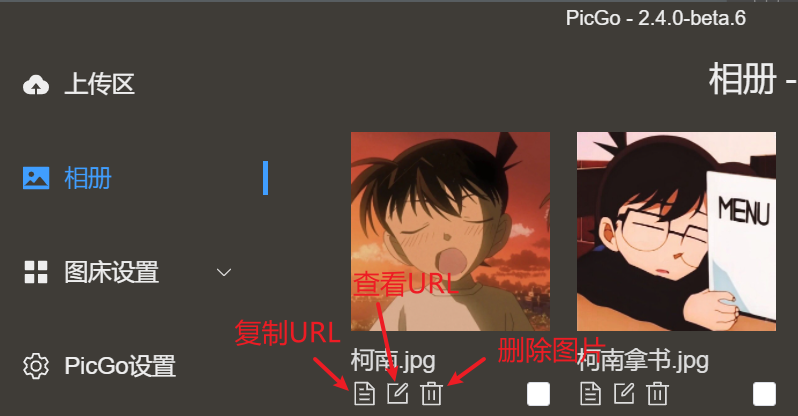 PicGo - 2.4.0-beta.6
上传区
相册 -
相册
MENU
图床设置
查看URL
复制URL
删除图片
PicGo设置
柯南.jpg
柯南拿书.jpg